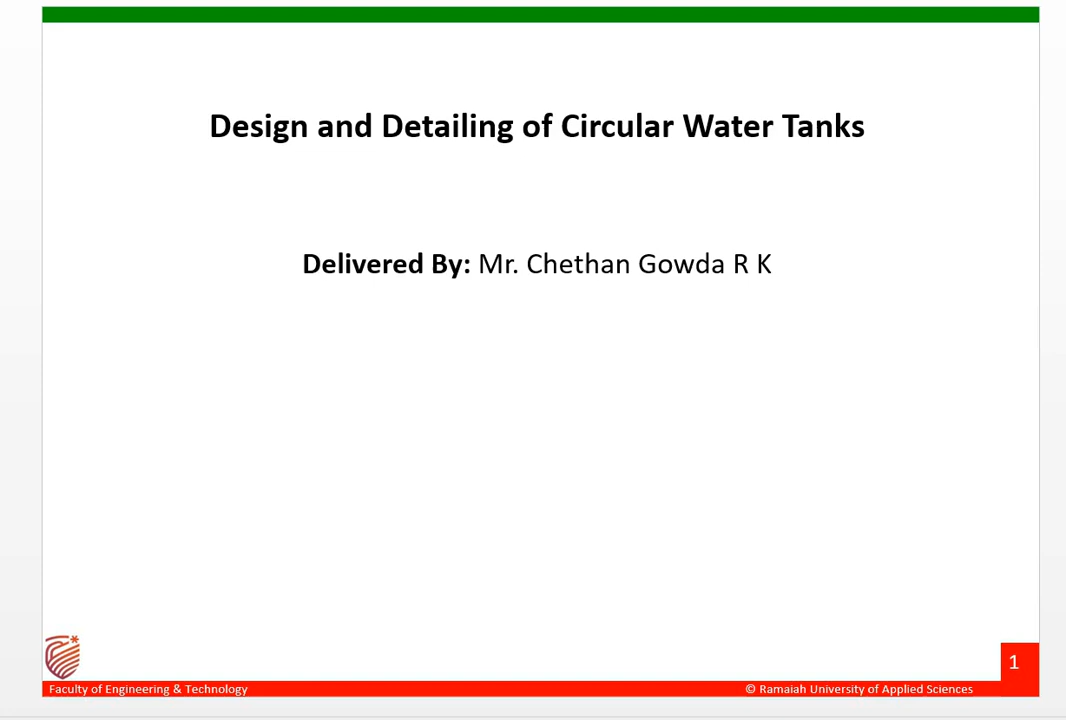 Design and Detailing of Circular Water Tanks
Delivered By: Mr. Chethan Gowda R K
1
Faculty of Engineering & Technology
© Ramaiah University of Applied Sciences